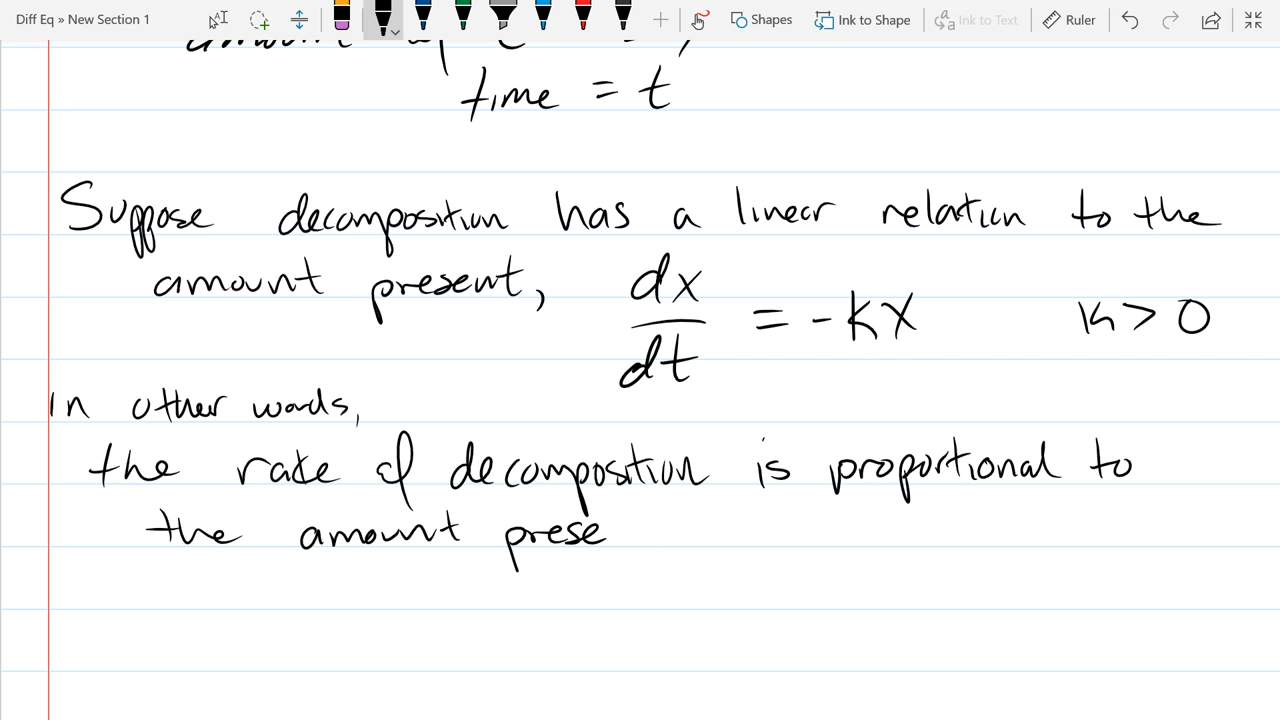 Diff Eq » New Section 1
Shapes
Ink to Shape
Ink to Text
Ruler
amount
time = t
Suppose decomposition has a linear relation to the
amount present, dx/dt = -kx k > 0
In other words,
the rate of decomposition is proportional to
the amount prese